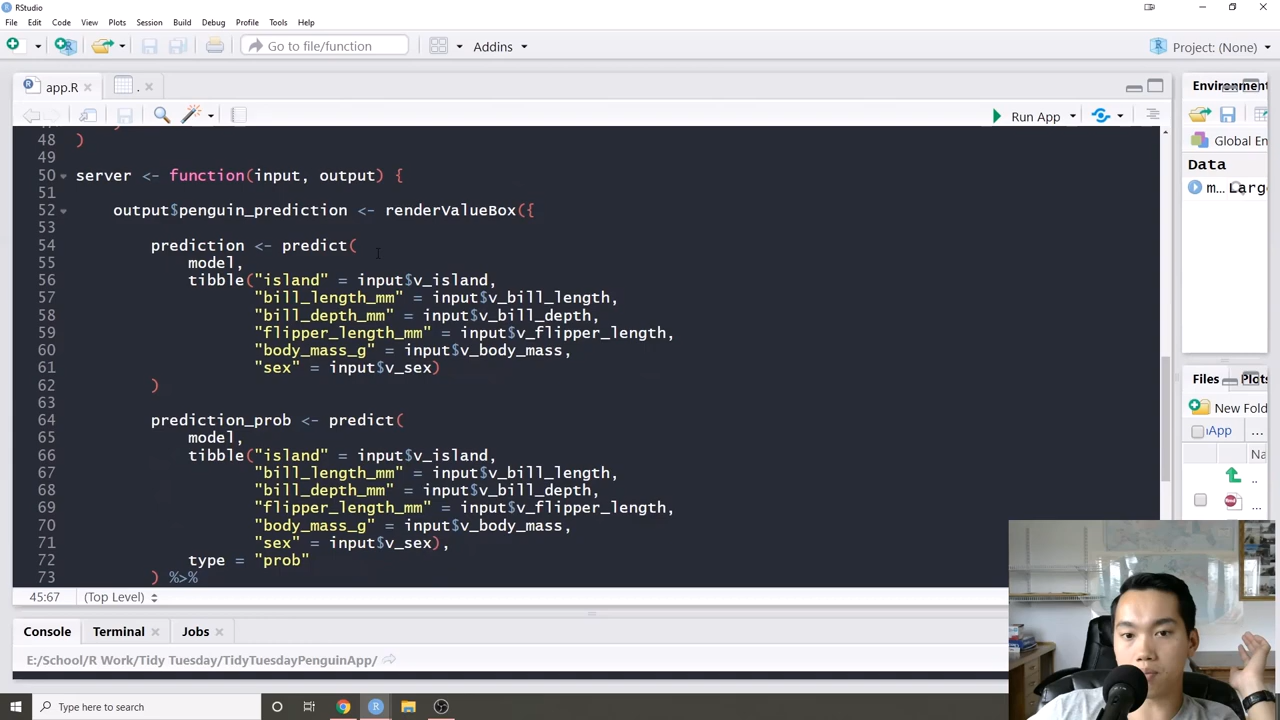 RStudio
File Edit Code View Plots Session Build Debug Profile Tools Help
Go to file/function
Addins
Project: (None)
app.R
.
Run App
48 )
49
50 server <- function(input, output) {
51
52 output$penguin_prediction <- renderValueBox({
53
54 prediction <- predict(
55 model,
56 tibble("island" = input$v_island,
57 "bill_length_mm" = input$v_bill_length,
58 "bill_depth_mm" = input$v_bill_depth,
59 "flipper_length_mm" = input$v_flipper_length,
60 "body_mass_g" = input$v_body_mass,
61 "sex" = input$v_sex)
62 )
63
64 prediction_prob <- predict(
65 model,
66 tibble("island" = input$v_island,
67 "bill_length_mm" = input$v_bill_length,
68 "bill_depth_mm" = input$v_bill_depth,
69 "flipper_length_mm" = input$v_flipper_length,
70 "body_mass_g" = input$v_body_mass,
71 "sex" = input$v_sex),
72 type = "prob"
73 ) %>%
45:67 (Top Level)
Console Terminal Jobs
E:/School/R Work/Tidy Tuesday/TidyTuesdayPenguinApp/
Environment
Global En
Data
m… Large
Files Plots
New Fold
nApp ...
Na
..
...
Type here to search